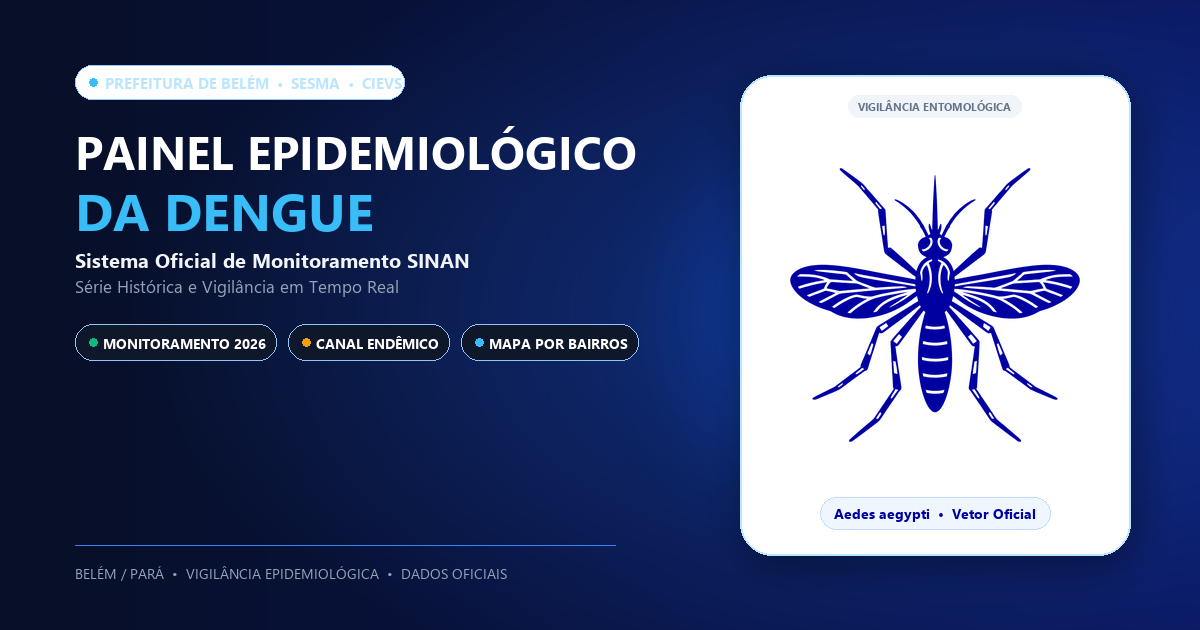 PREFEITURA DE BELÉM • SESMA • CIEVS
PAINEL EPIDEMIOLÓGICO
DA DENGUE
Sistema Oficial de Monitoramento SINAN
Série Histórica e Vigilância em Tempo Real
MONITORAMENTO 2026
CANAL ENDÊMICO
MAPA POR BAIRROS
BELÉM / PARÁ • VIGILÂNCIA EPIDEMIOLÓGICA • DADOS OFICIAIS
VIGILÂNCIA ENTOMOLÓGICA
Aedes aegypti • Vetor Oficial